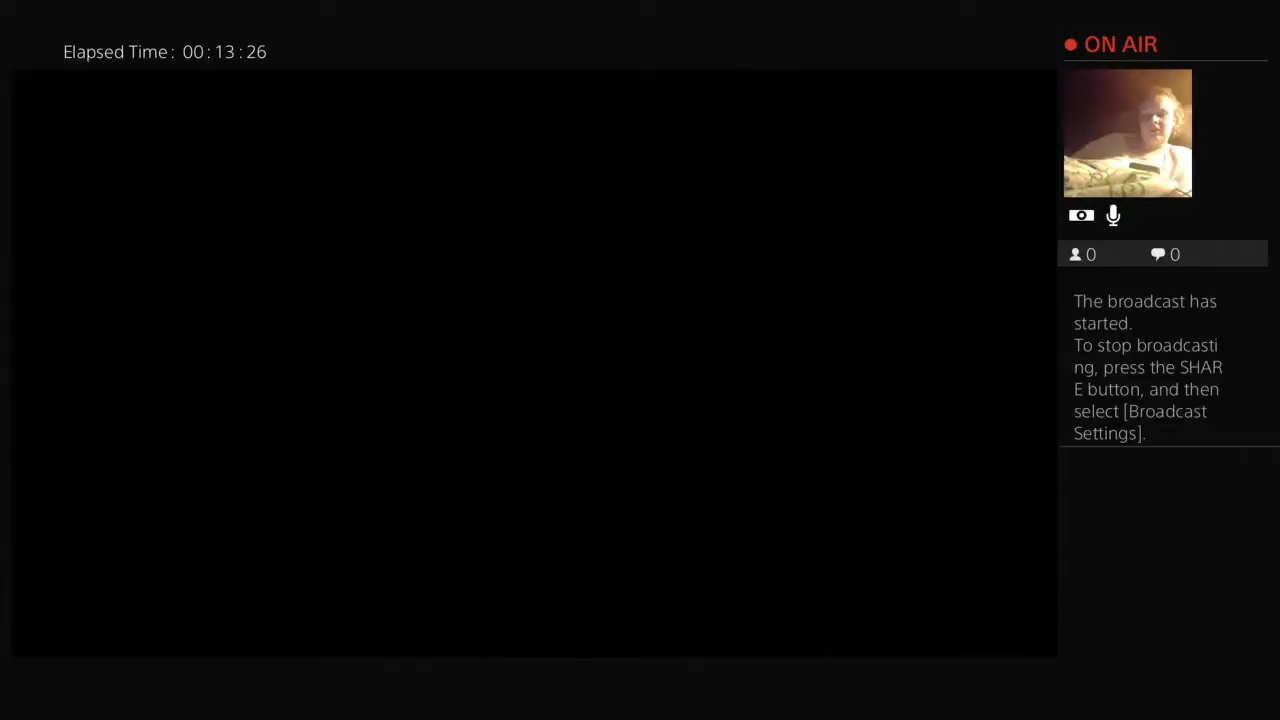 Elapsed Time: 00:13:26
ON AIR
0 0
The broadcast has
started.
To stop broadcasti
ng, press the SHAR
E button, and then
select [Broadcast
Settings].